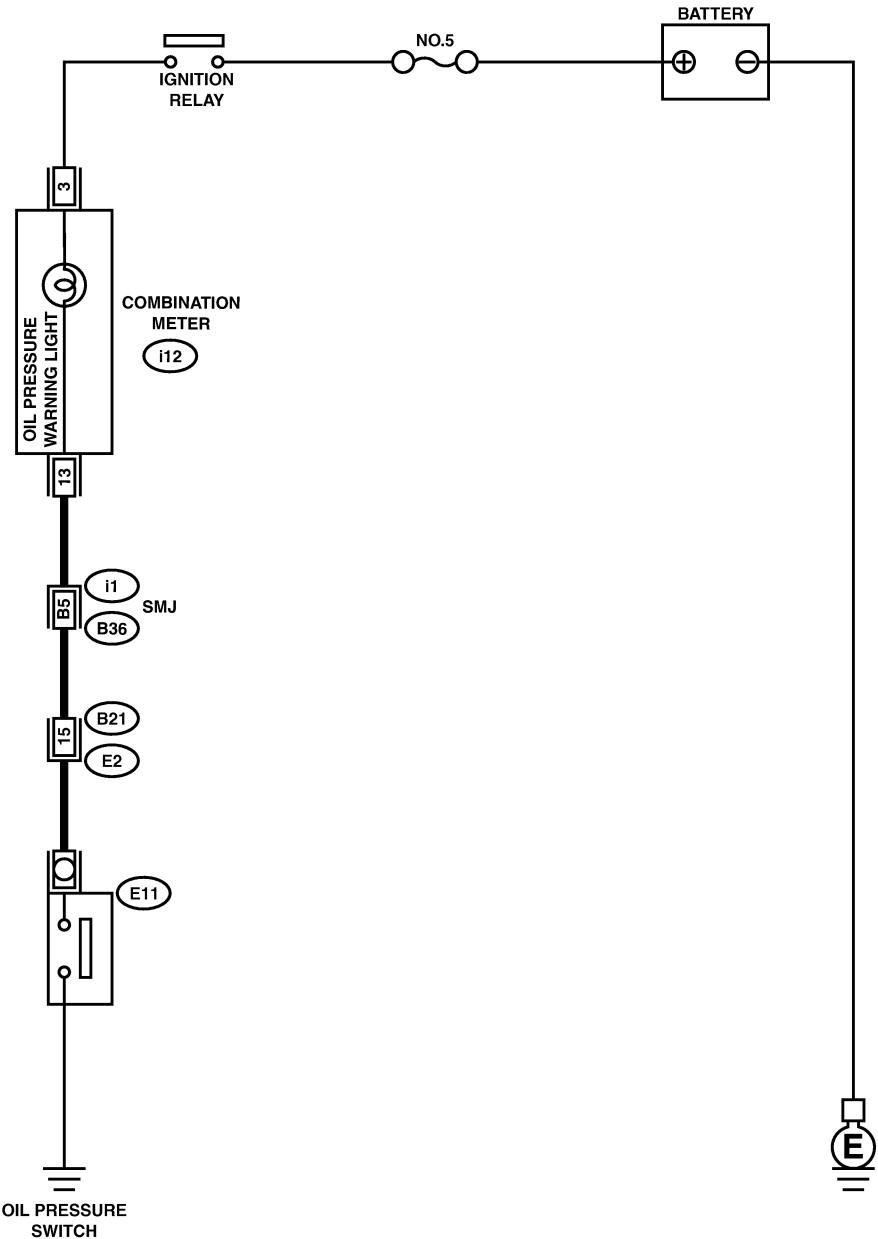 BATTERY
NO.5
IGNITION
RELAY
3
COMBINATION
METER
i12
OIL PRESSURE
WARNING LIGHT
13
i1
B5
SMJ
B36
B21
15
E2
E11
E
OIL PRESSURE
SWITCH